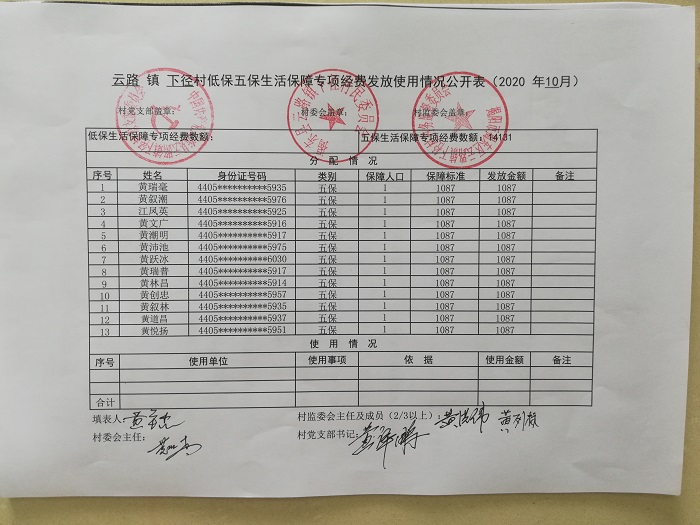 云路 镇 下径村低保五保生活保障专项经费发放使用情况公开表（2020 年10月）
村党支部盖章： 村委会盖章： 村监委会盖章：
低保生活保障专项经费数额： 五保生活保障专项经费数额：14131
分 配 情 况
序号 姓名 身份证号码 类别 保障人口 保障标准 发放金额 备注
1 黄瑞毫 4405**********5935 五保 1 1087 1087
2 黄叙潮 4405**********5976 五保 1 1087 1087
3 江凤英 4405**********5925 五保 1 1087 1087
4 黄文广 4405**********5916 五保 1 1087 1087
5 黄潮明 4405**********5917 五保 1 1087 1087
6 黄沛池 4405**********5975 五保 1 1087 1087
7 黄跃冰 4405**********6030 五保 1 1087 1087
8 黄瑞普 4405**********5917 五保 1 1087 1087
9 黄林昌 4405**********5914 五保 1 1087 1087
10 黄创忠 4405**********5957 五保 1 1087 1087
11 黄叙林 4405**********5935 五保 1 1087 1087
12 黄道昌 4405**********5937 五保 1 1087 1087
13 黄悦扬 4405**********5951 五保 1 1087 1087
使 用 情 况
序号 使用单位 使用事项 依 据 使用金额 备注
合计
填表人： 村监委会主任及成员（2/3以上）：
村委会主任： 村党支部书记：